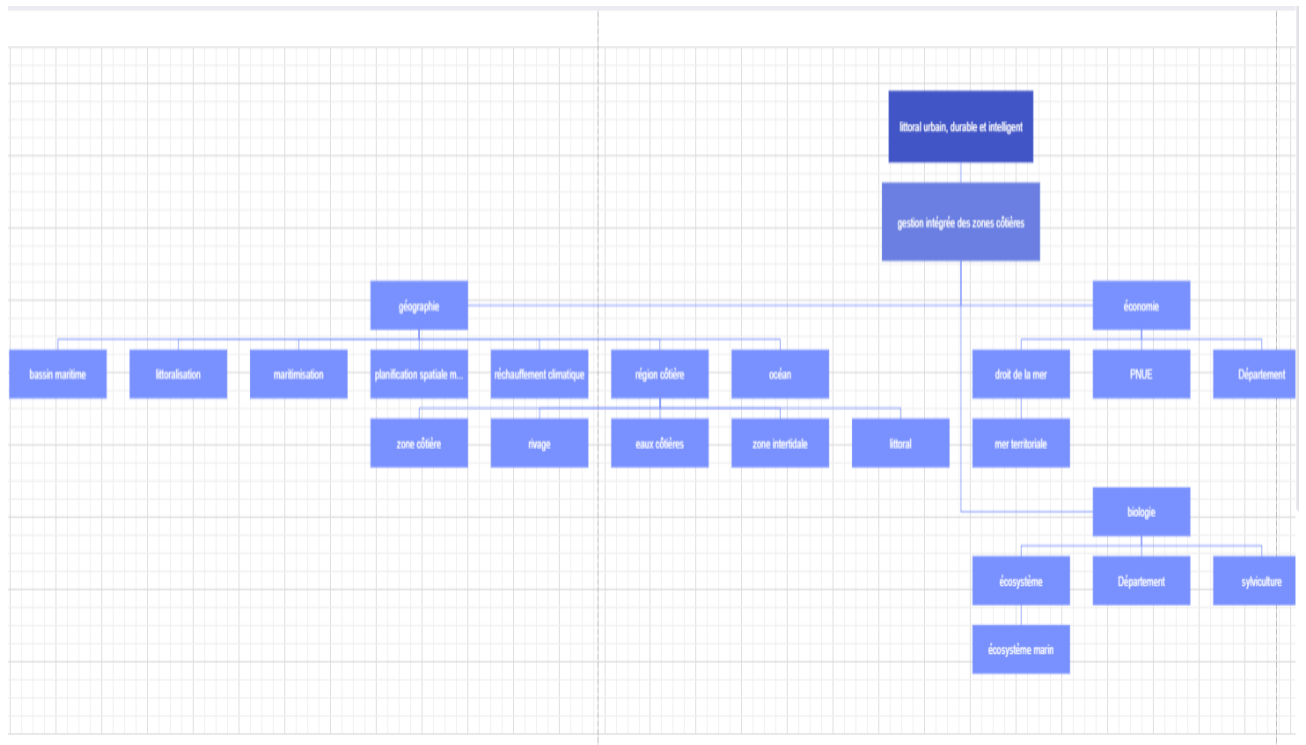 littoral urbain, durable et intelligent
gestion intégrée des zones côtières
géographie
économie
bassin maritime
littoralisation
maritimisation
planification spatiale m...
réchauffement climatique
région côtière
océan
droit de la mer
PNUE
Département
zone côtière
rivage
eaux côtières
zone intertidale
littoral
mer territoriale
biologie
écosystème
Département
sylviculture
écosystème marin